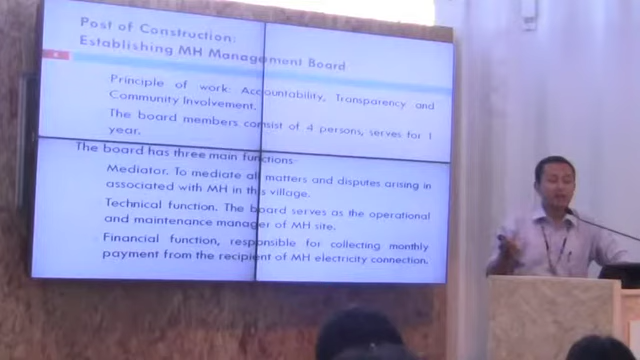 Post of Construction:
Establishing MH Management Board
4
Principle of work: Accountability, Transparency and
Community Involvement.
The board members consist of 4 persons, serves for 1
year.
The board has three main functions:
Mediator. To mediate all matters and disputes arising in
associated with MH in this village.
Technical function. The board serves as the operational
and maintenance manager of MH site.
Financial function, responsible for collecting monthly
payment from the recipient of MH electricity connection.